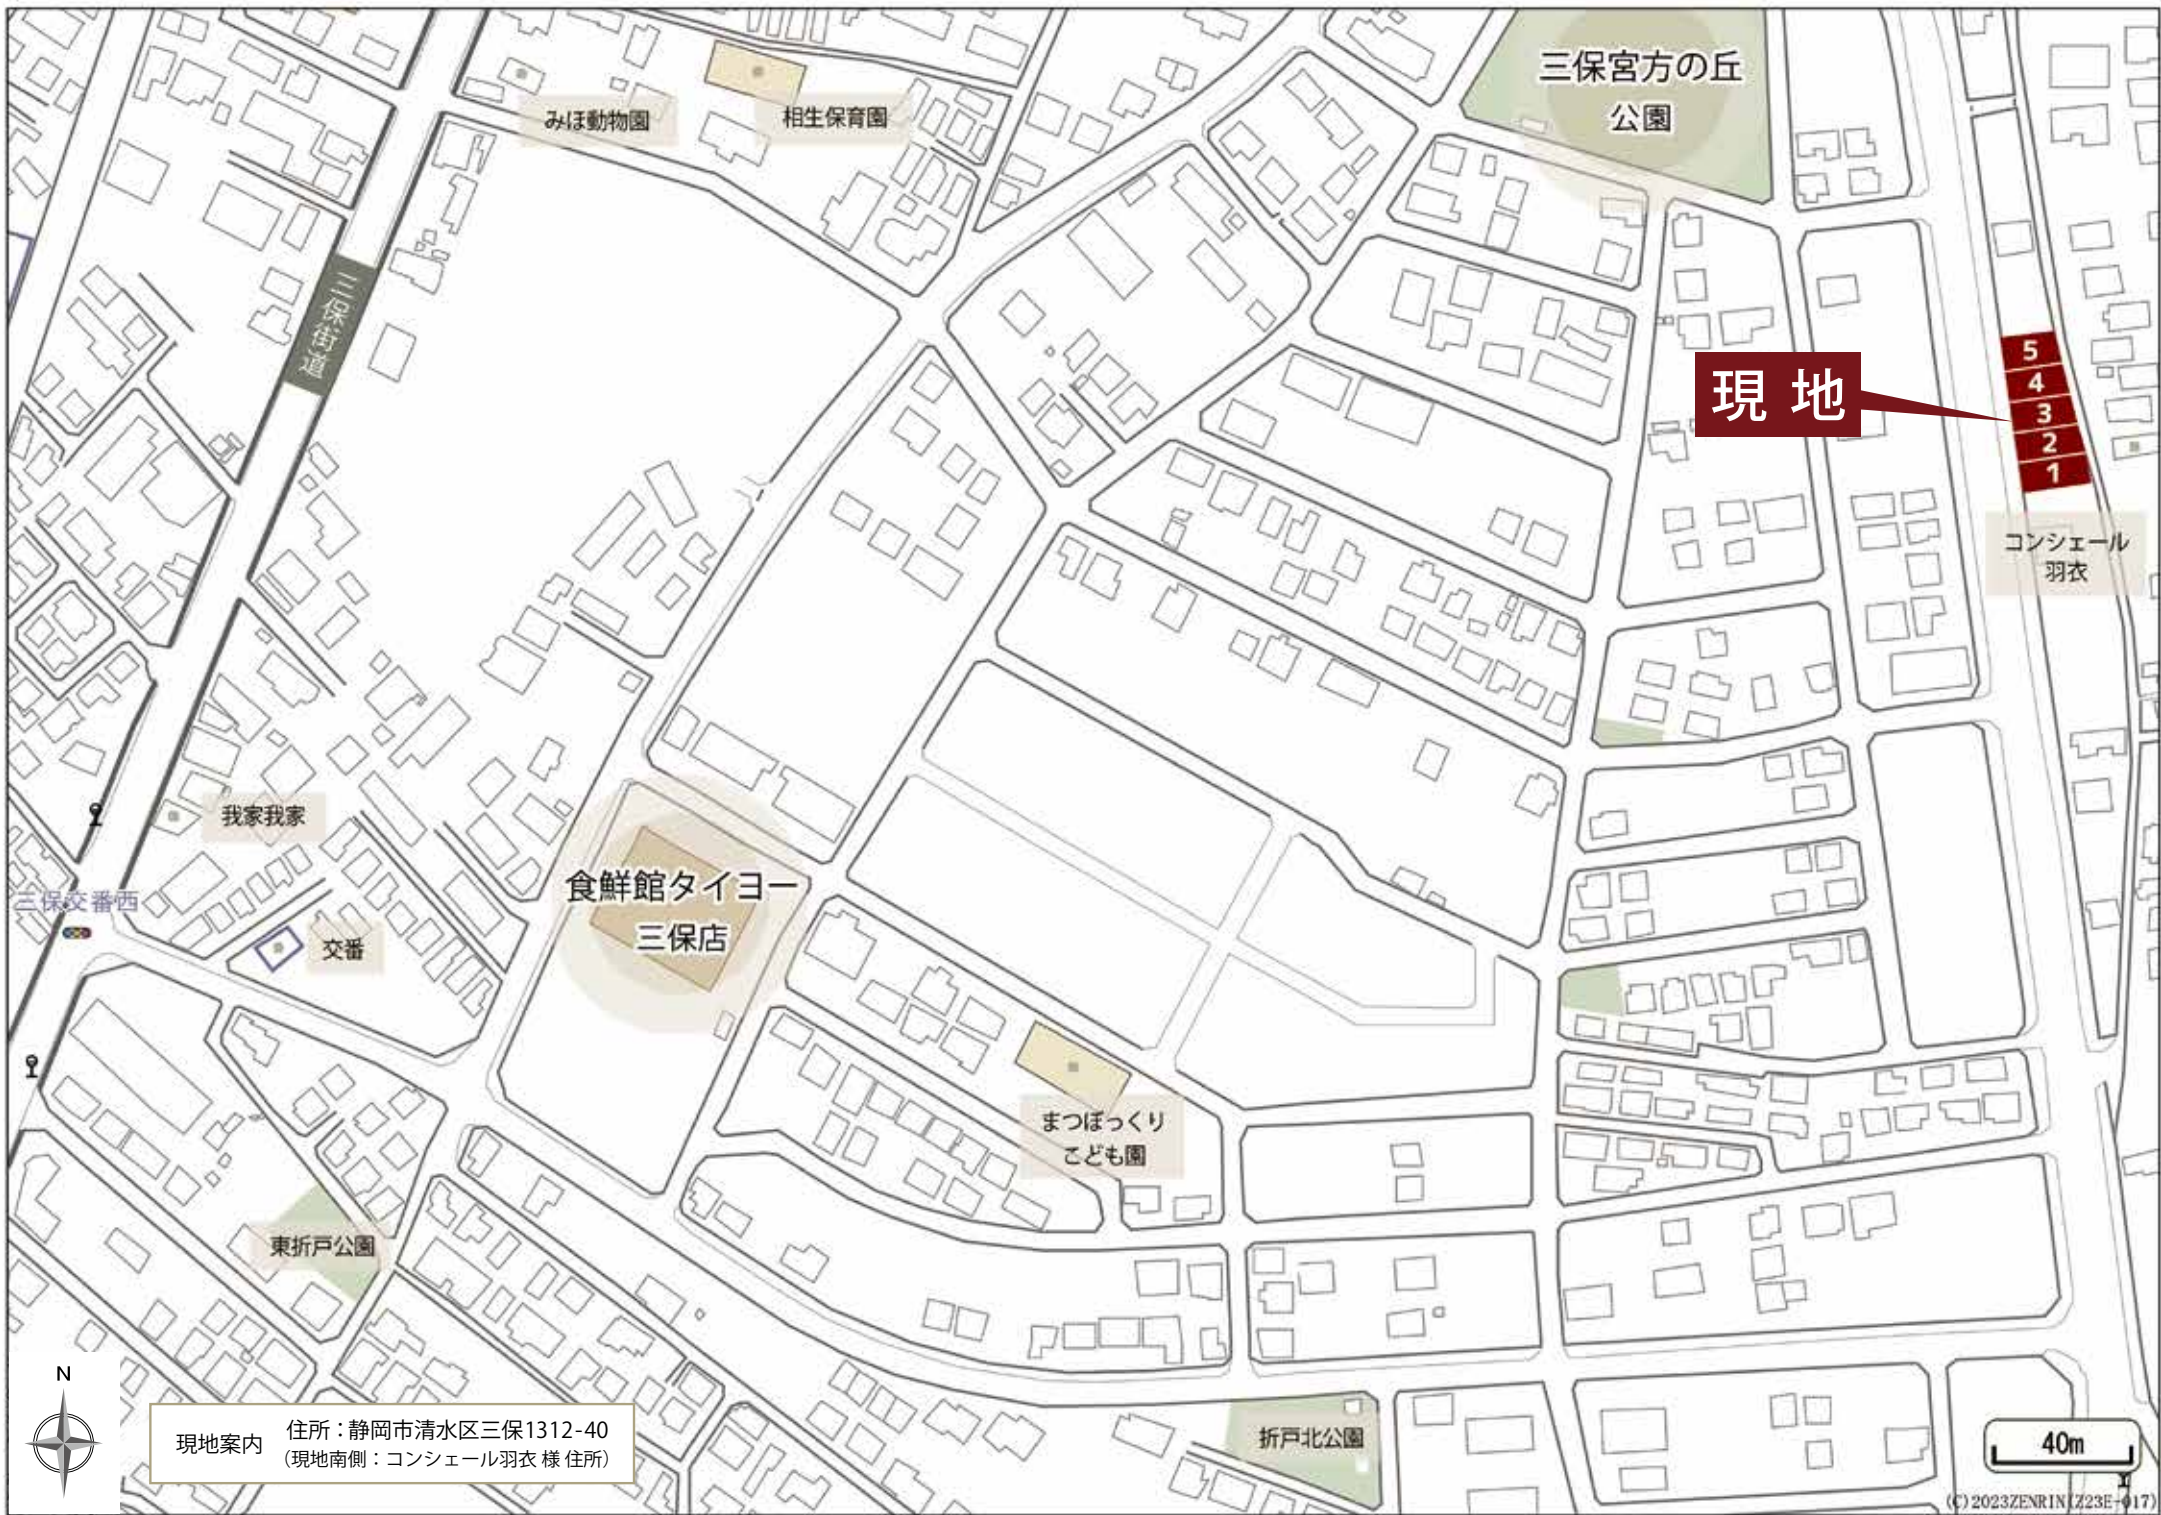 三保宮方の丘
公園
みほ動物園
相生保育園
三保街道
現地
5
4
3
2
1
コンシェール
羽衣
我家我家
三保交番西
交番
食鮮館タイヨー
三保店
まつぼっくり
こども園
東折戸公園
折戸北公園
N
現地案内
住所：静岡市清水区三保1312-40
（現地南側：コンシェール羽衣 様 住所）
40m
(C)2023ZENRIN(Z23E-017)